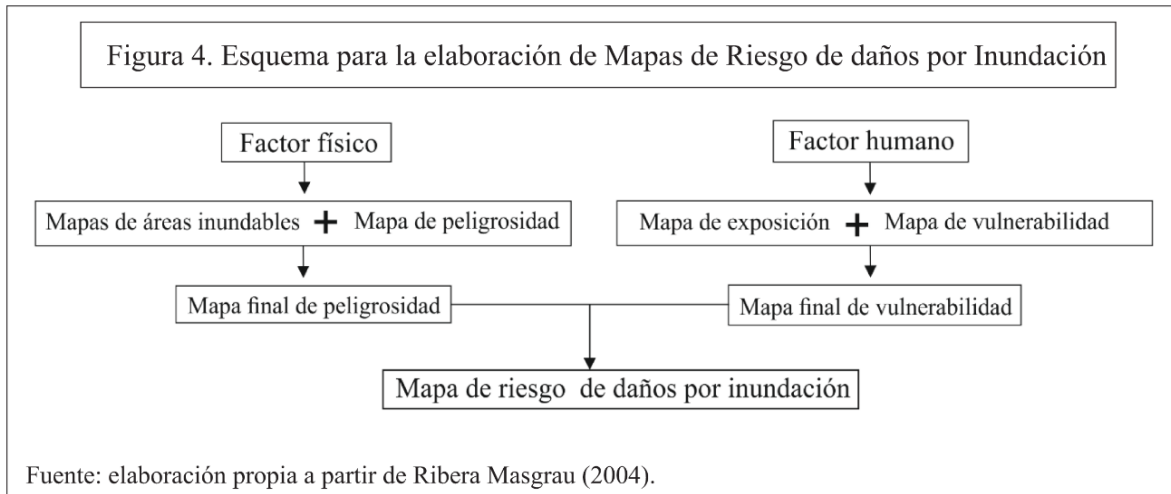 Figura 4. Esquema para la elaboración de Mapas de Riesgo de daños por Inundación
Factor físico
Factor humano
Mapas de áreas inundables + Mapa de peligrosidad
Mapa de exposición + Mapa de vulnerabilidad
Mapa final de peligrosidad
Mapa final de vulnerabilidad
Mapa de riesgo de daños por inundación
Fuente: elaboración propia a partir de Ribera Masgrau (2004).